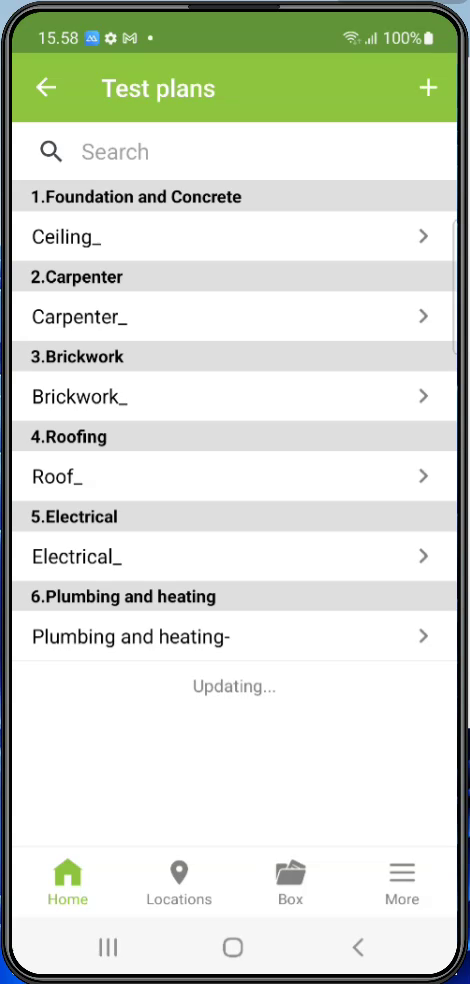 15.58 100%
Test plans
Search
1.Foundation and Concrete
Ceiling_
2.Carpenter
Carpenter_
3.Brickwork
Brickwork_
4.Roofing
Roof_
5.Electrical
Electrical_
6.Plumbing and heating
Plumbing and heating-
Updating...
Home Locations Box More